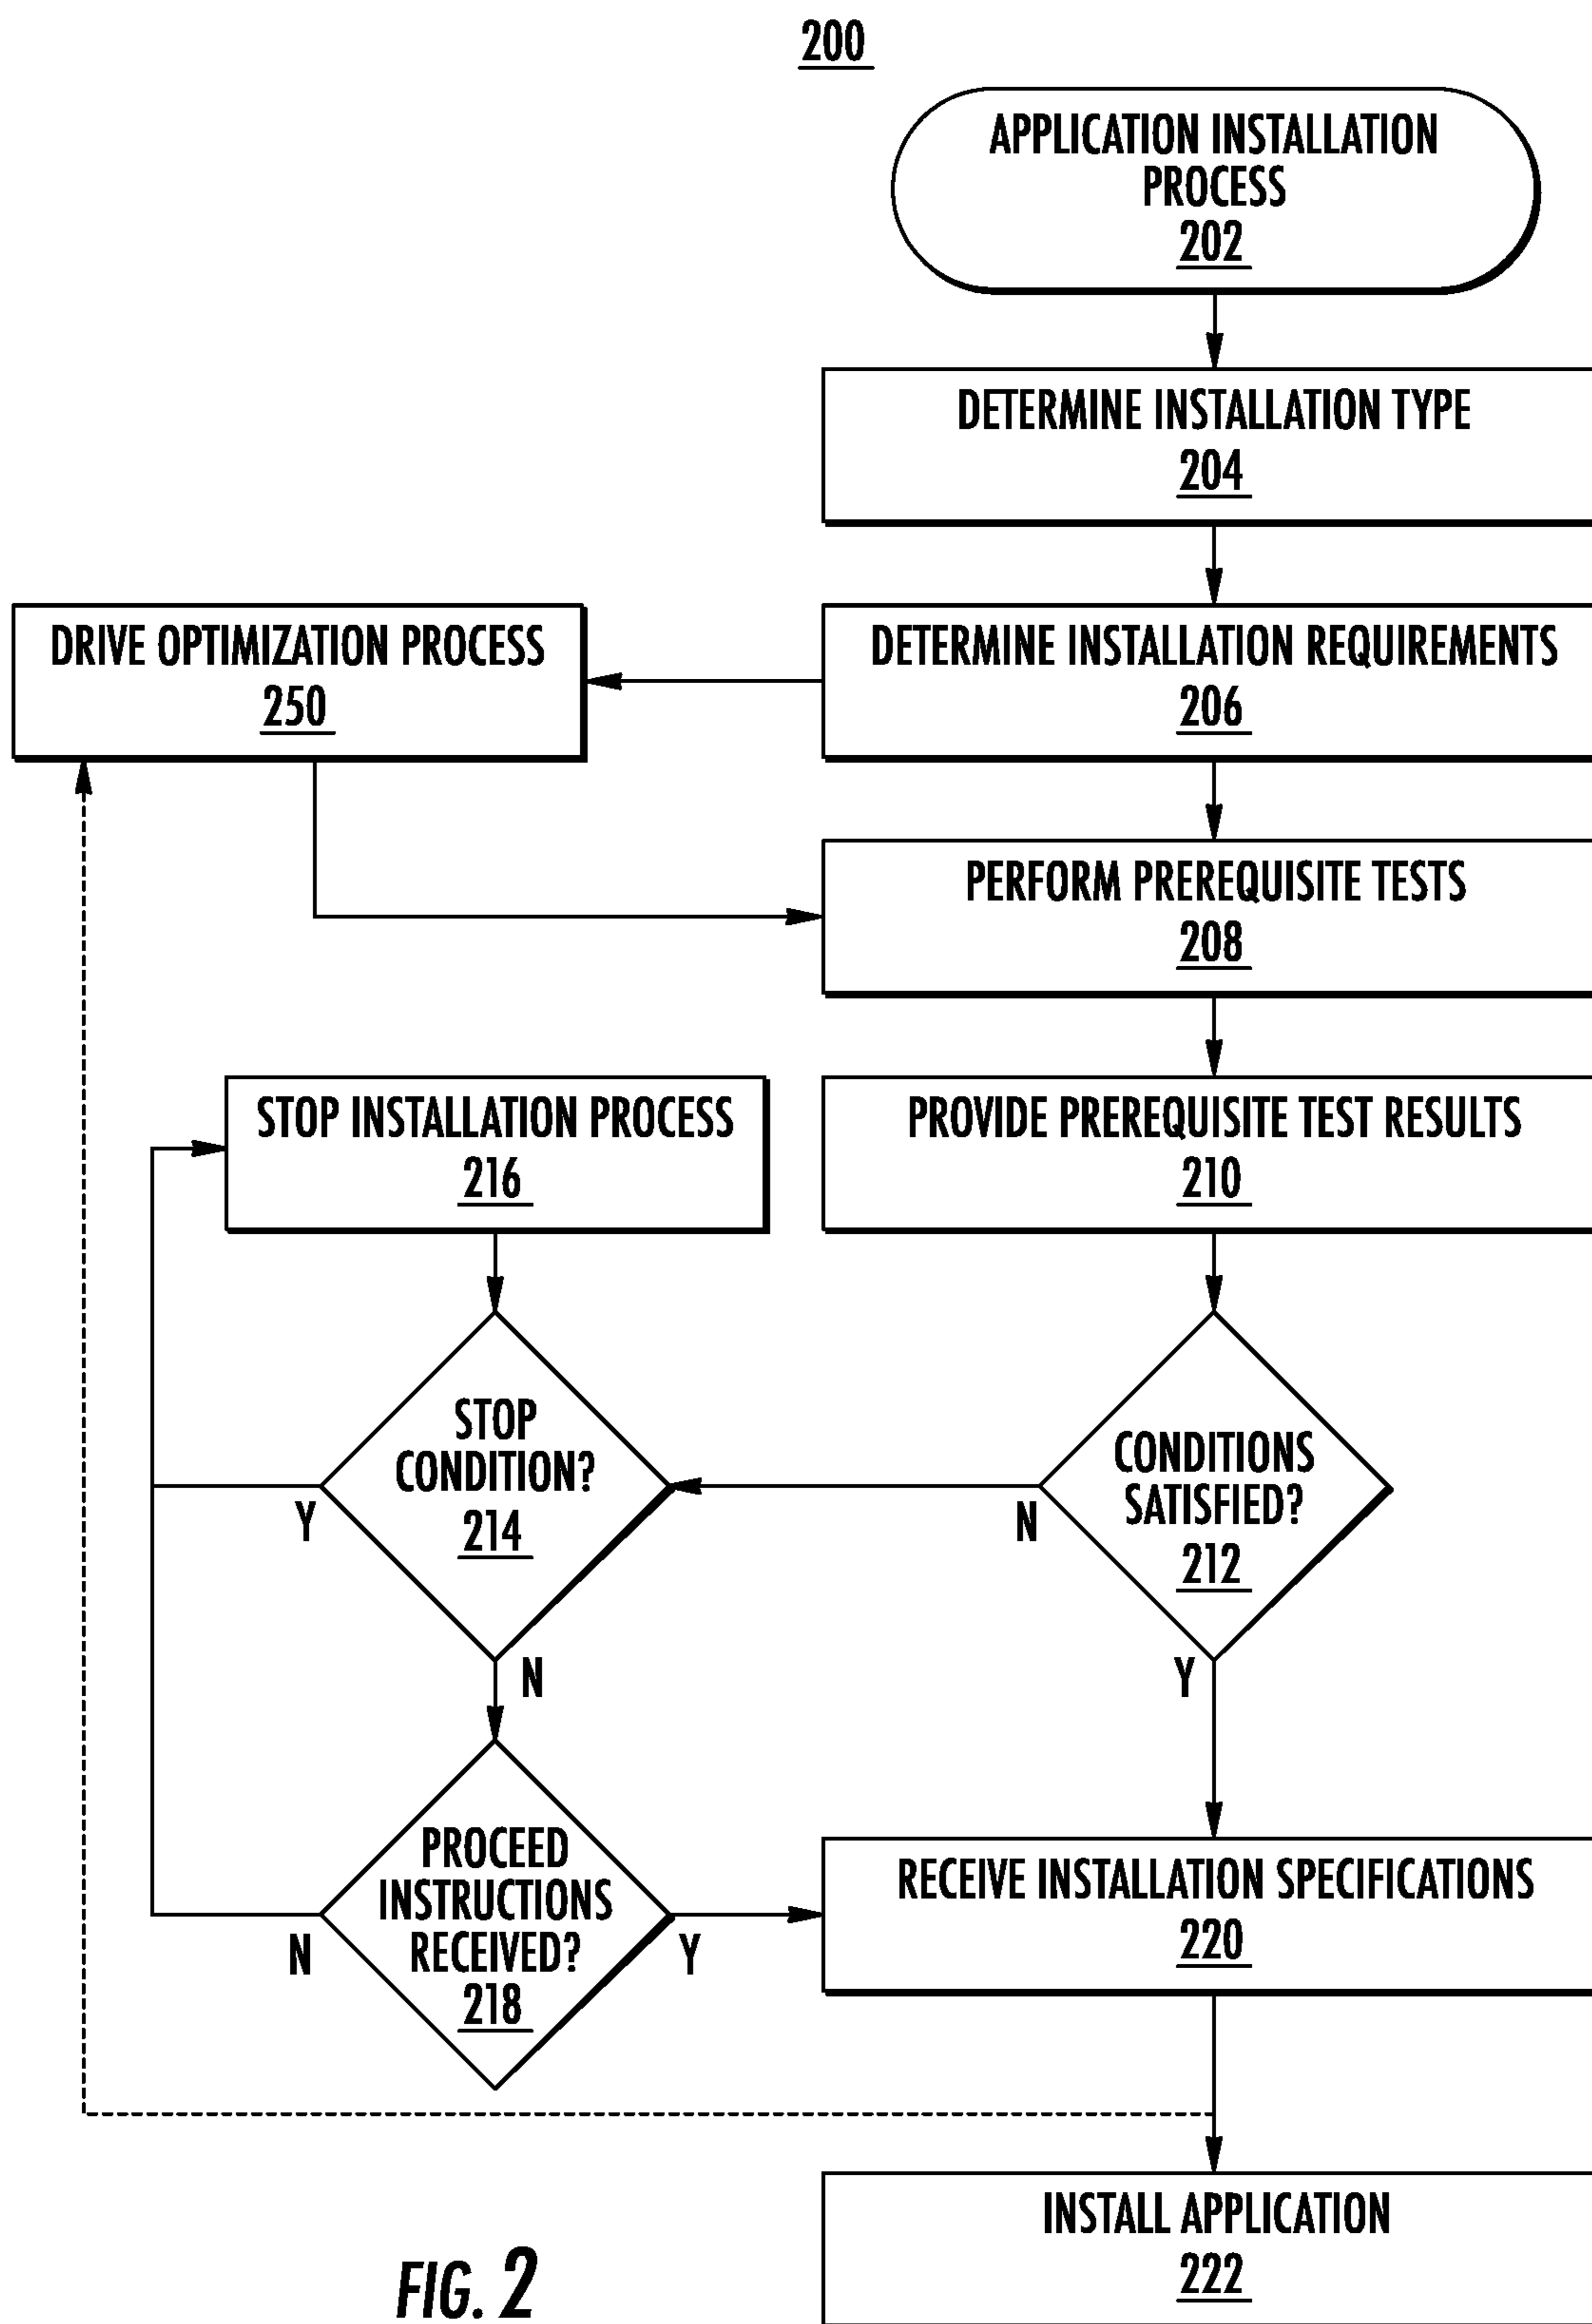 200
APPLICATION INSTALLATION
PROCESS
202
DETERMINE INSTALLATION TYPE
204
DRIVE OPTIMIZATION PROCESS
250
DETERMINE INSTALLATION REQUIREMENTS
206
PERFORM PREREQUISITE TESTS
208
STOP INSTALLATION PROCESS
216
PROVIDE PREREQUISITE TEST RESULTS
210
STOP
CONDITION?
214
Y
N
CONDITIONS
SATISFIED?
212
N
Y
PROCEED
INSTRUCTIONS
RECEIVED?
218
N
Y
RECEIVE INSTALLATION SPECIFICATIONS
220
INSTALL APPLICATION
222
FIG. 2